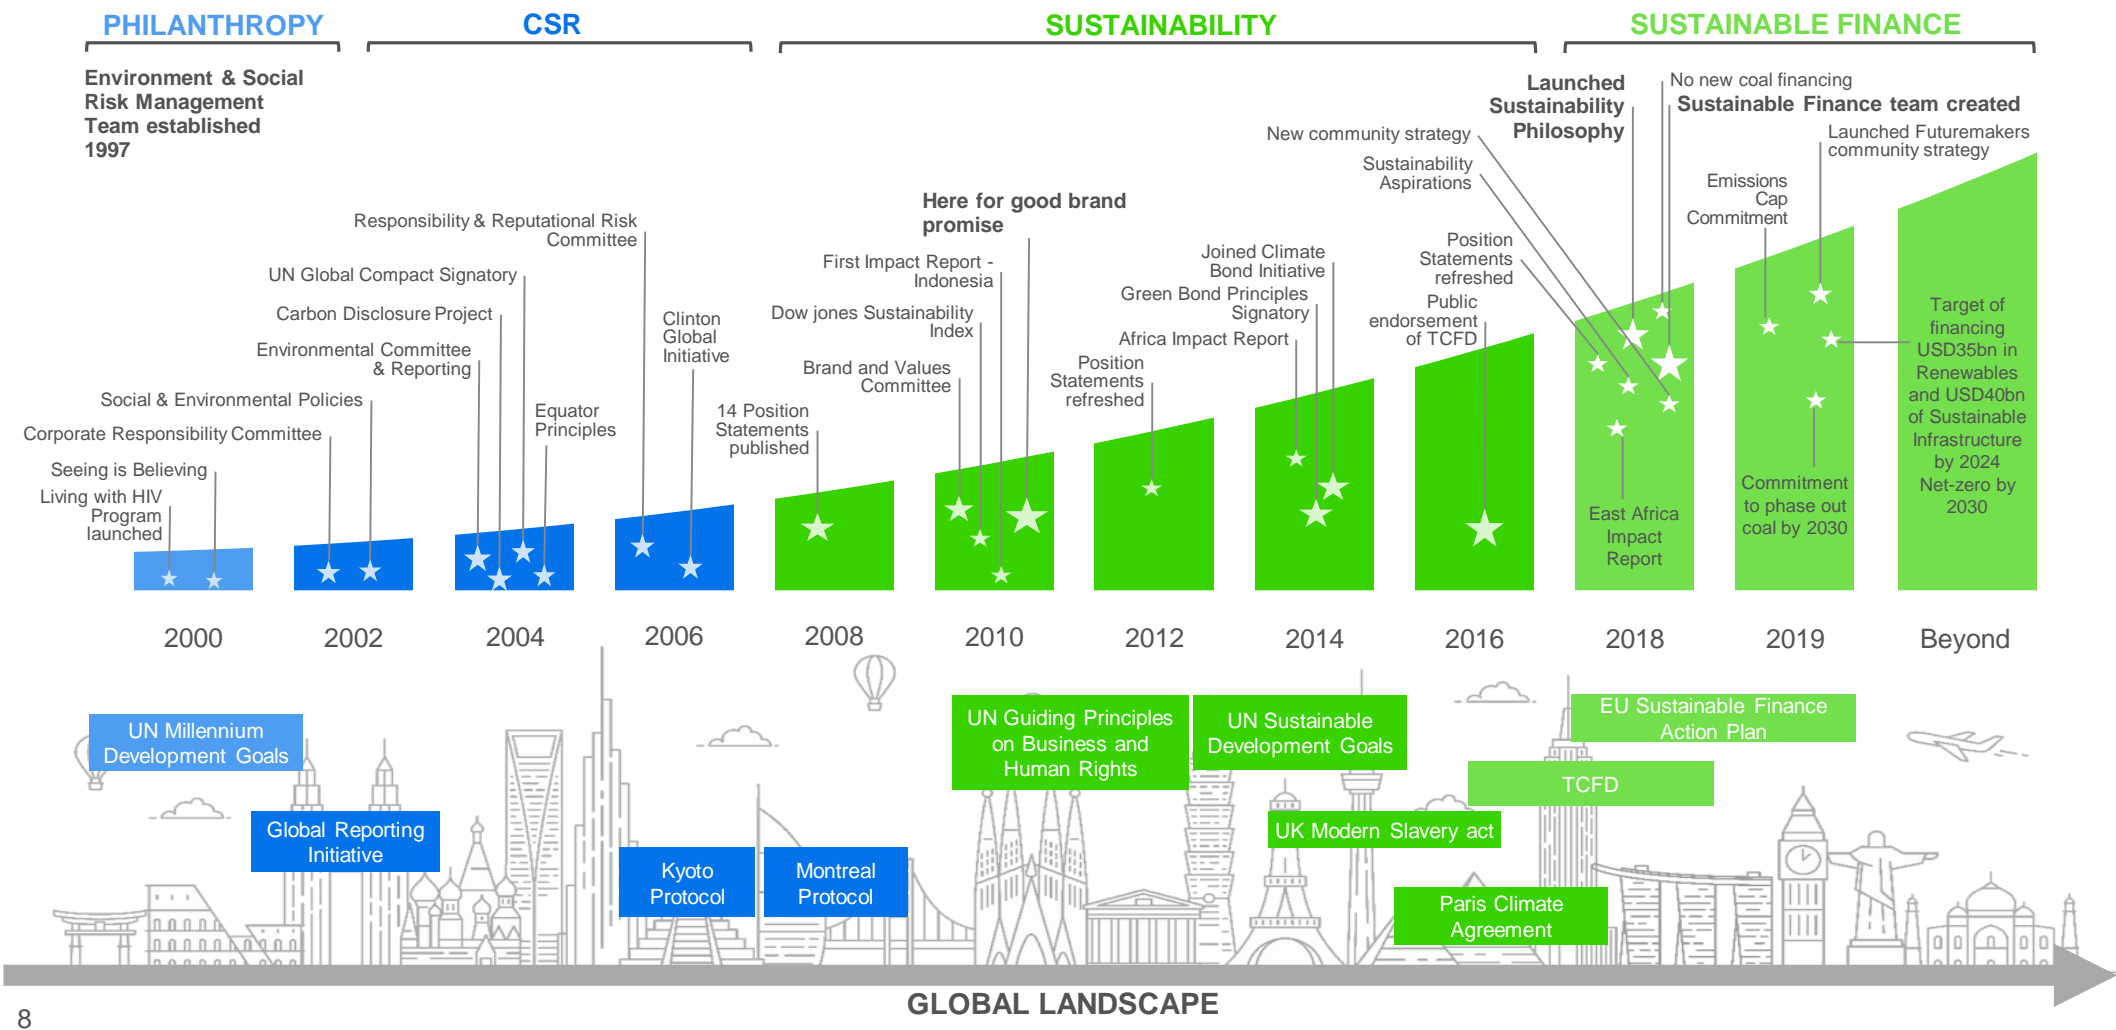 PHILANTHROPY
CSR
SUSTAINABILITY
SUSTAINABLE FINANCE
Environment & Social
Risk Management
Team established
1997
Living with HIV
Program
launched
Seeing is Believing
Corporate Responsibility Committee
Social & Environmental Policies
Environmental Committee
& Reporting
Carbon Disclosure Project
UN Global Compact Signatory
Responsibility & Reputational Risk
Committee
Equator
Principles
Clinton
Global
Initiative
14 Position
Statements
published
Brand and Values
Committee
Dow jones Sustainability
Index
First Impact Report -
Indonesia
Here for good brand
promise
Position
Statements
refreshed
Africa Impact Report
Green Bond Principles
Signatory
Joined Climate
Bond Initiative
Public
endorsement
of TCFD
Position
Statements
refreshed
Sustainability
Aspirations
New community strategy
Launched
Sustainability
Philosophy
No new coal financing
Sustainable Finance team created
Launched Futuremakers
community strategy
Emissions
Cap
Commitment
East Africa
Impact
Report
Commitment
to phase out
coal by 2030
Target of
financing
USD35bn in
Renewables
and USD40bn
of Sustainable
Infrastructure
by 2024
Net-zero by
2030
2000
2002
2004
2006
2008
2010
2012
2014
2016
2018
2019
Beyond
UN Millennium
Development Goals
Global Reporting
Initiative
Kyoto
Protocol
Montreal
Protocol
UN Guiding Principles
on Business and
Human Rights
UN Sustainable
Development Goals
UK Modern Slavery act
Paris Climate
Agreement
TCFD
EU Sustainable Finance
Action Plan
GLOBAL LANDSCAPE
8